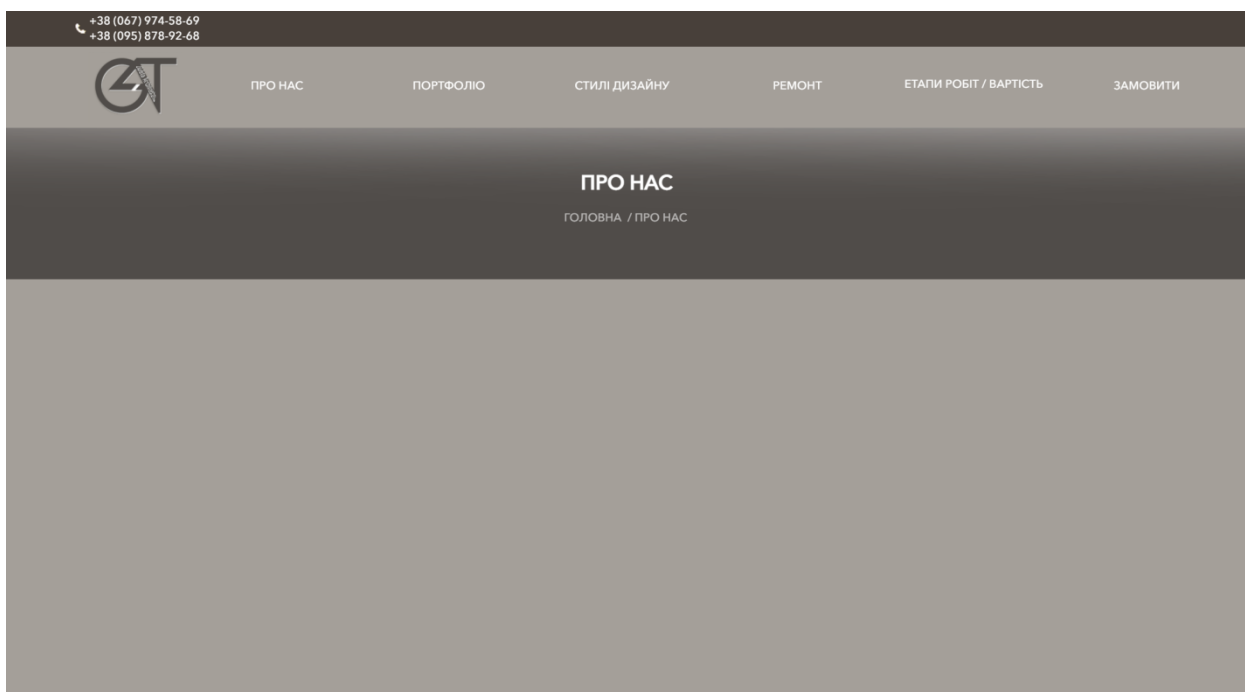 +38 (067) 974-58-69
+38 (095) 878-92-68
ПРО НАС ПОРТФОЛІО СТИЛІ ДИЗАЙНУ РЕМОНТ ЕТАПИ РОБІТ / ВАРТІСТЬ ЗАМОВИТИ
ПРО НАС
ГОЛОВНА / ПРО НАС